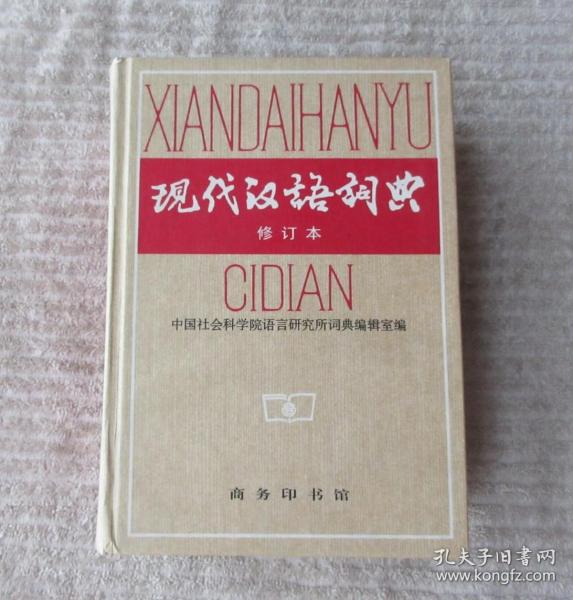 XIANDAIHANYU
现代汉语词典
修订本
CIDIAN
中国社会科学院语言研究所词典编辑室编
商务印书馆
孔夫子旧书网
www.kongfz.com